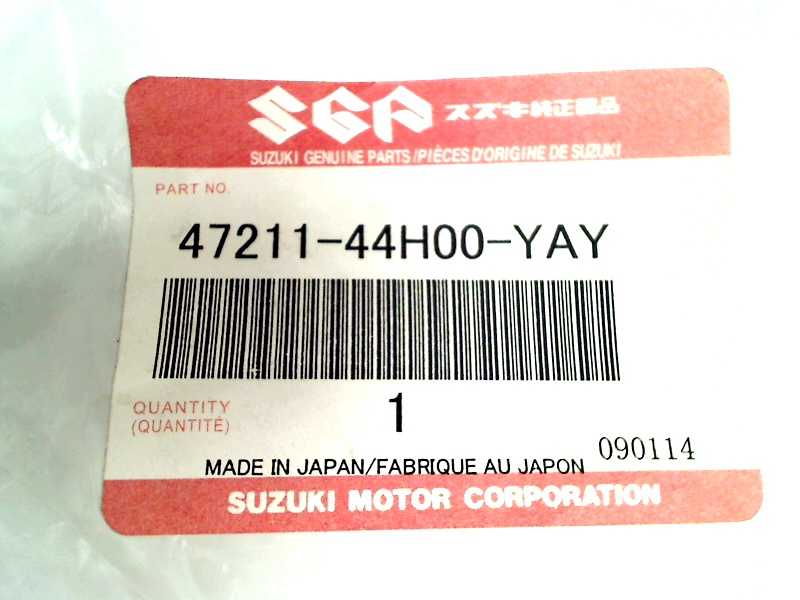 SGP スズキ純正部品
SUZUKI GENUINE PARTS/PIÈCES D'ORIGINE DE SUZUKI
PART NO.
47211-44H00-YAY
QUANTITY
(QUANTITÉ)
1
090114
MADE IN JAPAN/FABRIQUE AU JAPON
SUZUKI MOTOR CORPORATION